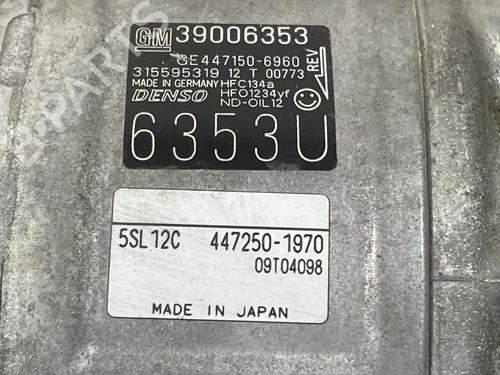 GM 39006353
GE447150-6960
315595319 12 T 00773
MADE IN GERMANY HFC134a
DENSO HFO1234yf
ND-OIL12
REV
6353U
5SL12C 447250-1970
09T04098
MADE IN JAPAN